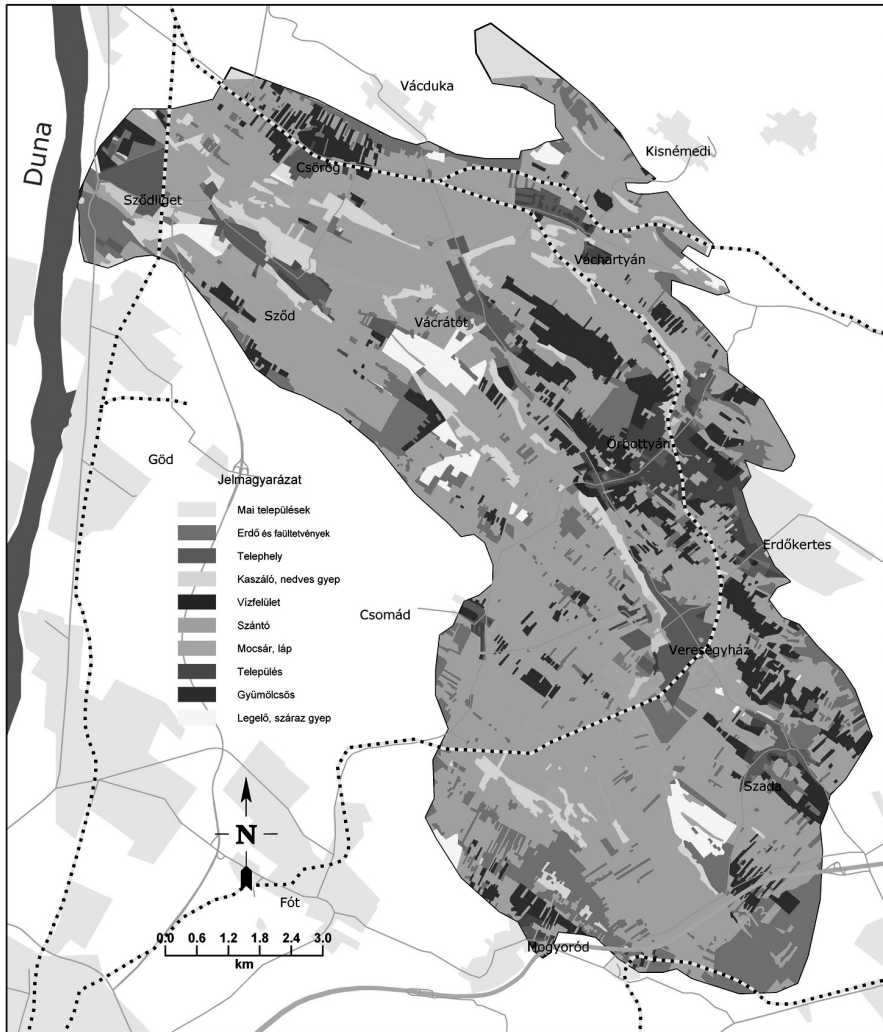 Duna
Vácduka
Kisnémedi
Csörög
Sződliget
Váchartyán
Sződ
Vácrátót
Őrbottyán
Göd
Erdőkertes
Csomád
Veresegyház
Szada
Fót
Mogyoród
Jelmagyarázat
Mai települések
Erdő és faültetvények
Telephely
Kaszáló, nedves gyep
Vízfelület
Szántó
Mocsár, láp
Település
Gyümölcsös
Legelő, száraz gyep
N
0.0 0.6 1.2 1.8 2.4 3.0
km